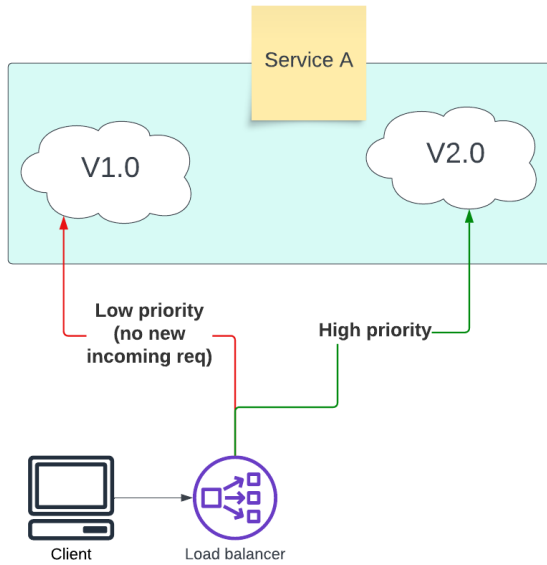 Service A
V1.0
V2.0
Low priority
(no new
incoming req)
High priority
Client
Load balancer